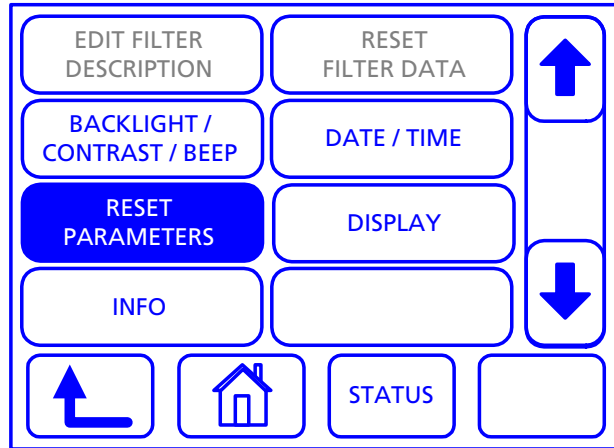 EDIT FILTER
DESCRIPTION
RESET
FILTER DATA
BACKLIGHT /
CONTRAST / BEEP
DATE / TIME
RESET
PARAMETERS
DISPLAY
INFO
STATUS